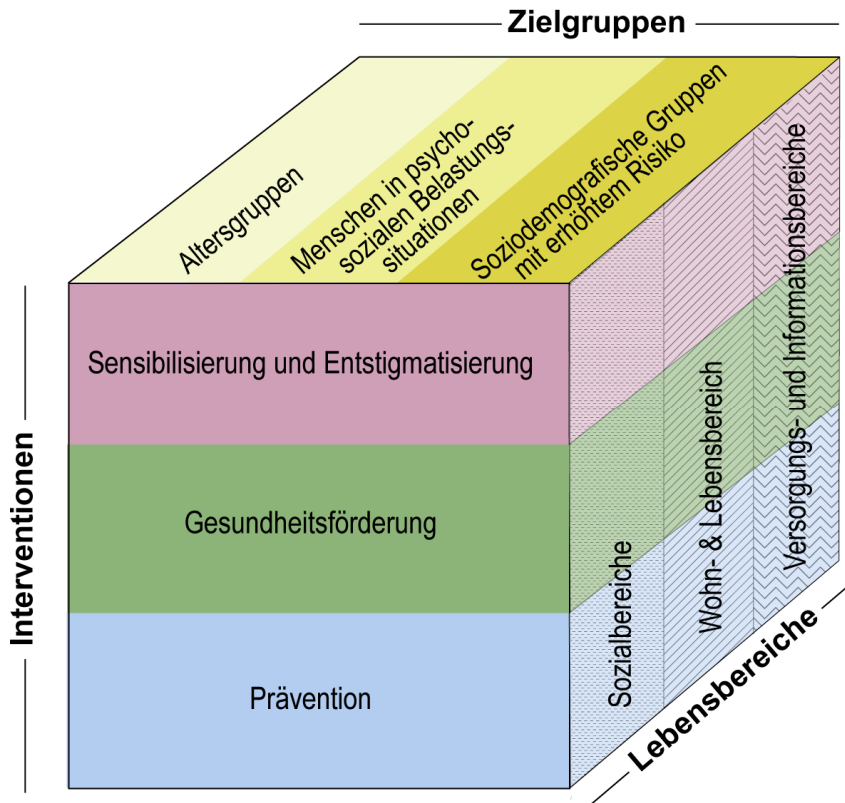 Zielgruppen
Altersgruppen
Menschen in psycho-
sozialen Belastungs-
situationen
Soziodemografische Gruppen
mit erhöhtem Risiko
Interventionen
Sensibilisierung und Entstigmatisierung
Gesundheitsförderung
Prävention
Sozialbereiche
Wohn- & Lebensbereich
Versorgungs- und Informationsbereiche
Lebensbereiche